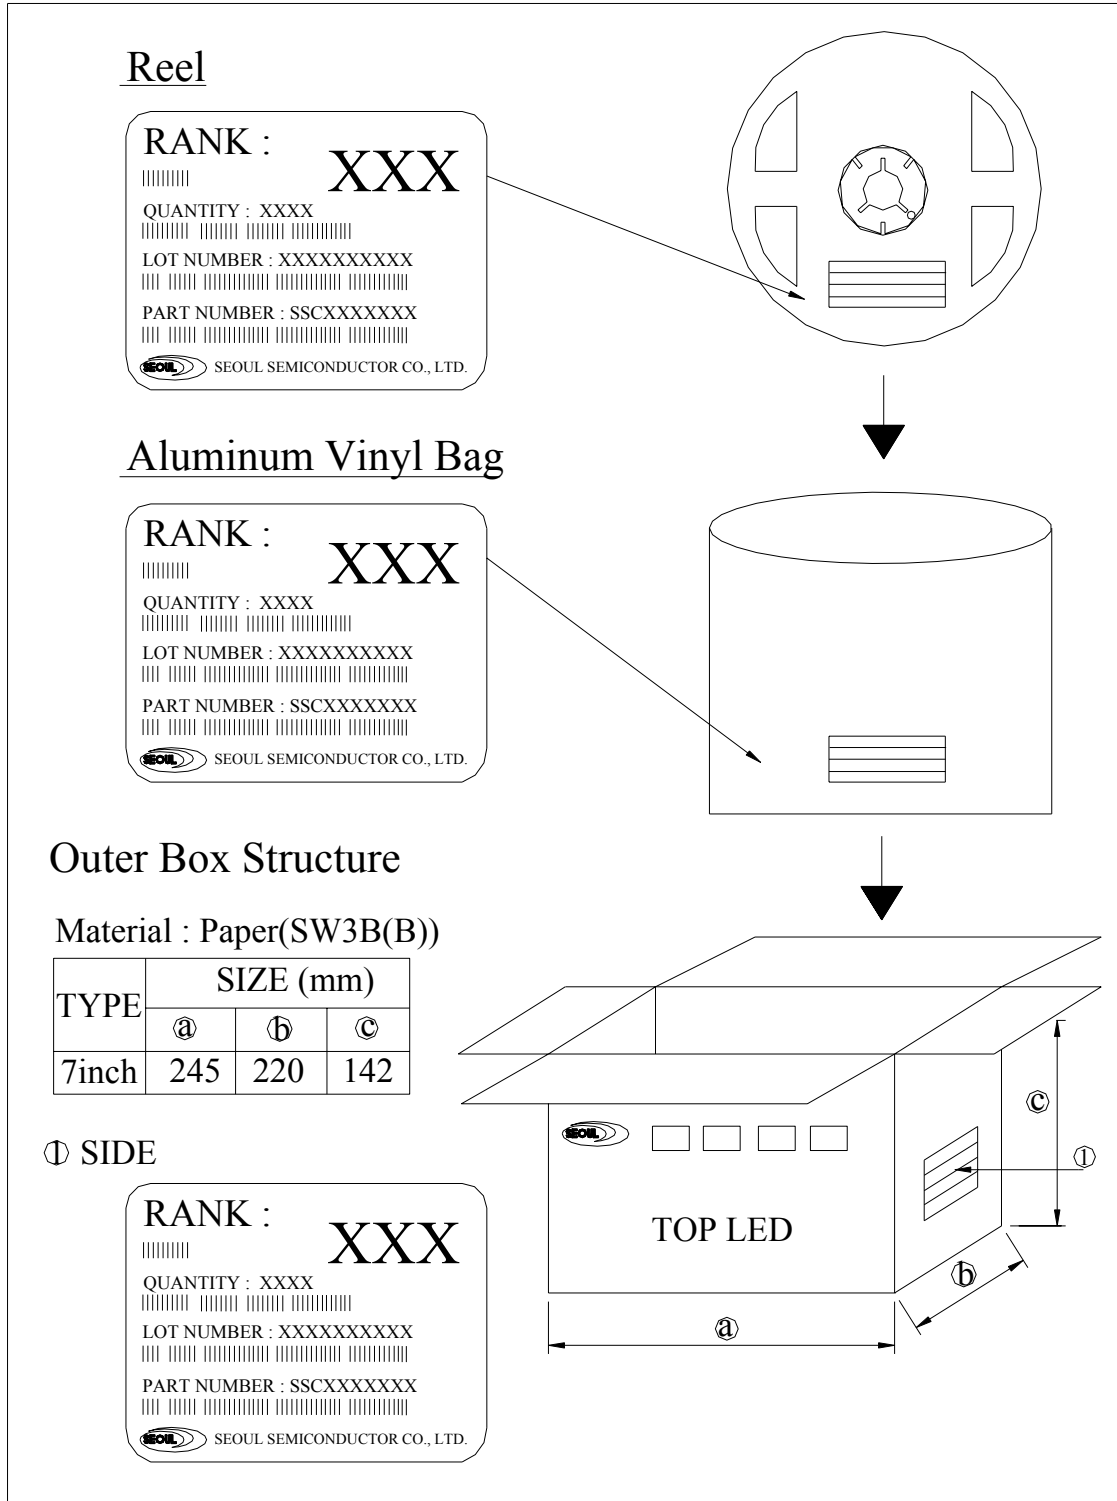 Reel
RANK :
XXX
QUANTITY : XXXX
LOT NUMBER : XXXXXXXXXX
PART NUMBER : SSCXXXXXXX
SEOUL SEOUL SEMICONDUCTOR CO., LTD.
Aluminum Vinyl Bag
RANK :
XXX
QUANTITY : XXXX
LOT NUMBER : XXXXXXXXXX
PART NUMBER : SSCXXXXXXX
SEOUL SEOUL SEMICONDUCTOR CO., LTD.
Outer Box Structure
Material : Paper(SW3B(B))
TYPE SIZE (mm)
ⓐ ⓑ ⓒ
7inch 245 220 142
① SIDE
RANK :
XXX
QUANTITY : XXXX
LOT NUMBER : XXXXXXXXXX
PART NUMBER : SSCXXXXXXX
SEOUL SEOUL SEMICONDUCTOR CO., LTD.
SEOUL
TOP LED
ⓒ
①
ⓑ
ⓐ